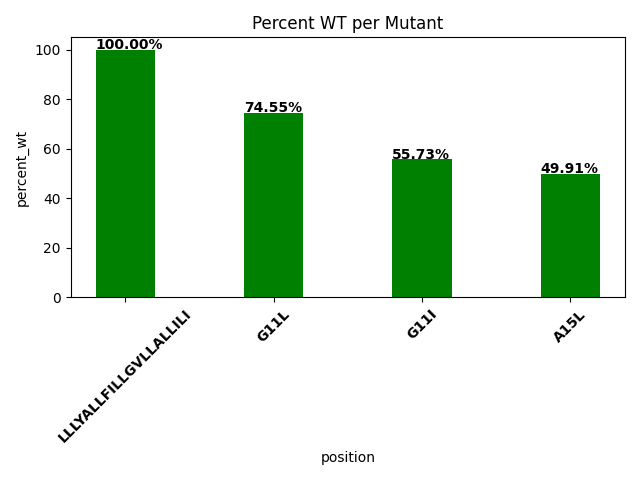 Percent WT per Mutant
percent_wt
100
80
60
40
20
0
100.00%
74.55%
55.73%
49.91%
LLLYALLFILLGVLLALLILI
G11L
G11I
A15L
position